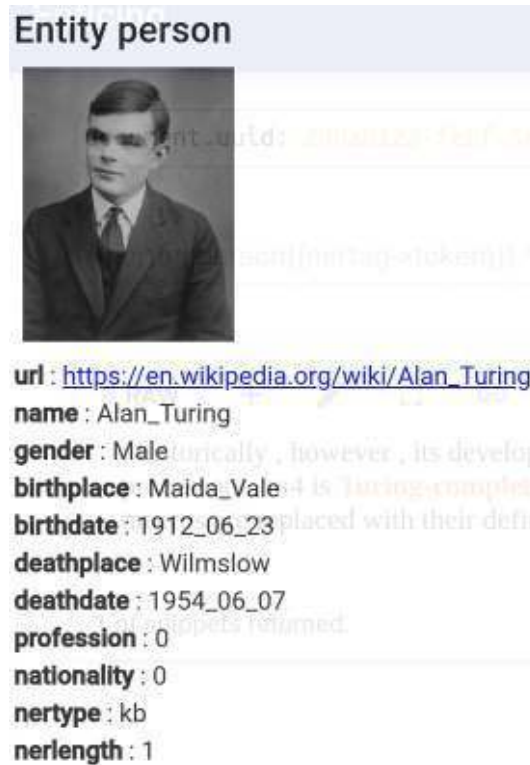 Entity person
url : https://en.wikipedia.org/wiki/Alan_Turing
name : Alan_Turing
gender : Male
birthplace : Maida_Vale
birthdate : 1912_06_23
deathplace : Wilmslow
deathdate : 1954_06_07
profession : 0
nationality : 0
nertype : kb
nerlength : 1